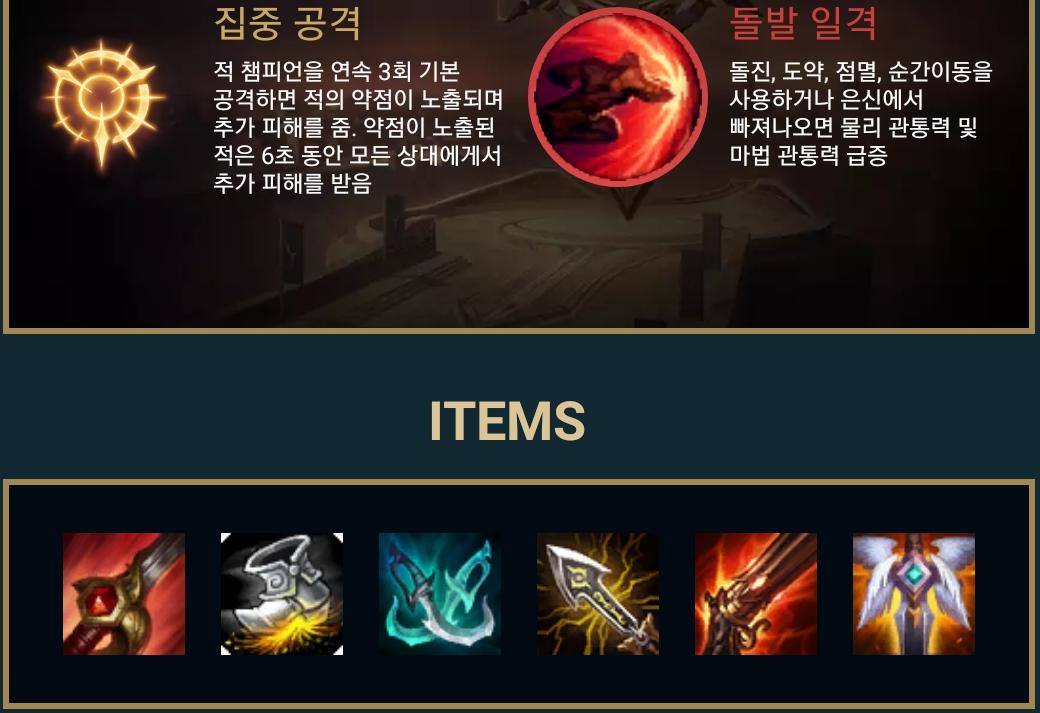 집중 공격
적 챔피언을 연속 3회 기본
공격하면 적의 약점이 노출되며
추가 피해를 줌. 약점이 노출된
적은 6초 동안 모든 상대에게서
추가 피해를 받음
돌발 일격
돌진, 도약, 점멸, 순간이동을
사용하거나 은신에서
빠져나오면 물리 관통력 및
마법 관통력 급증
ITEMS